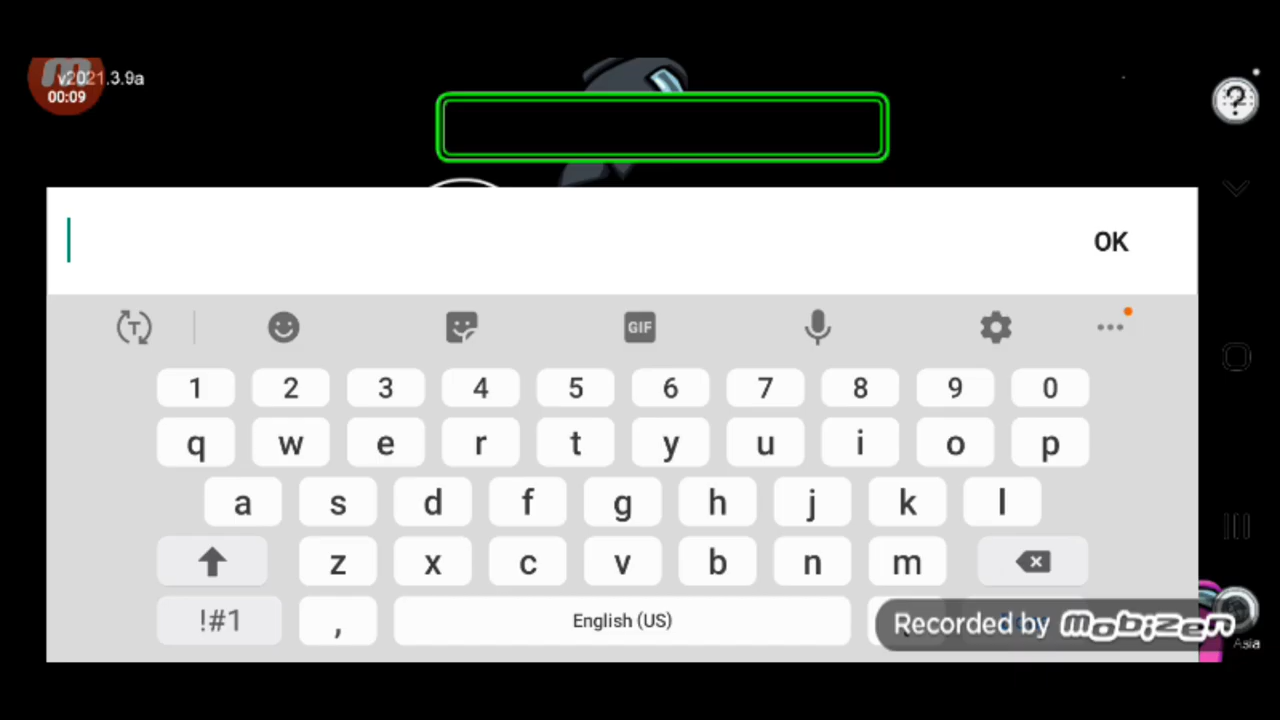 v2021.3.9a
00:09
OK
T
GIF
1 2 3 4 5 6 7 8 9 0
q w e r t y u i o p
a s d f g h j k l
z x c v b n m
!#1 , English (US)
Recorded by Mobizen
Asia